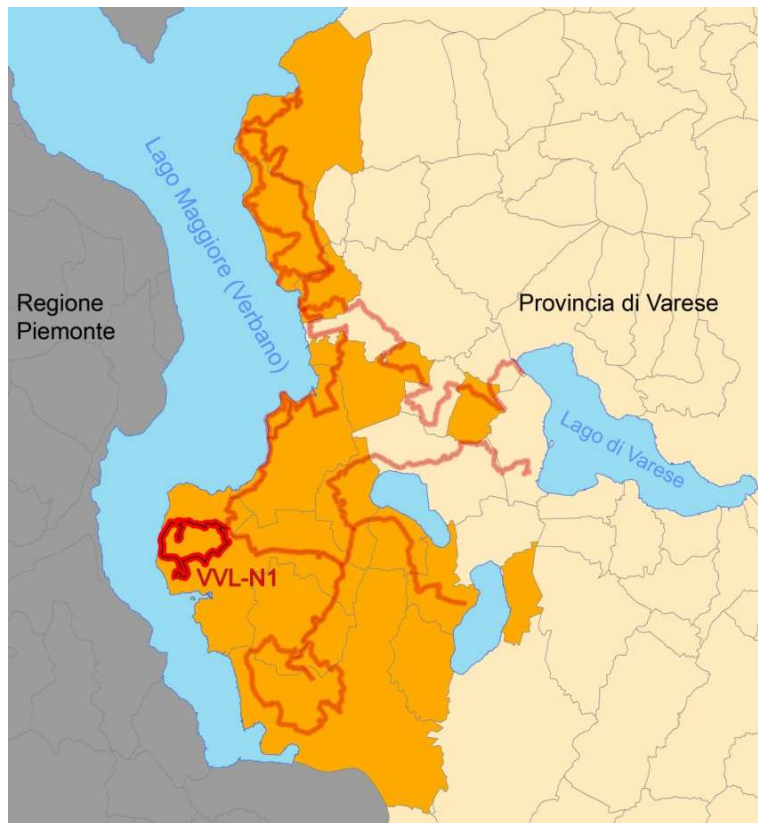 Lago Maggiore (Verbano)
Regione
Piemonte
Provincia di Varese
Lago di Varese
VVL-N1